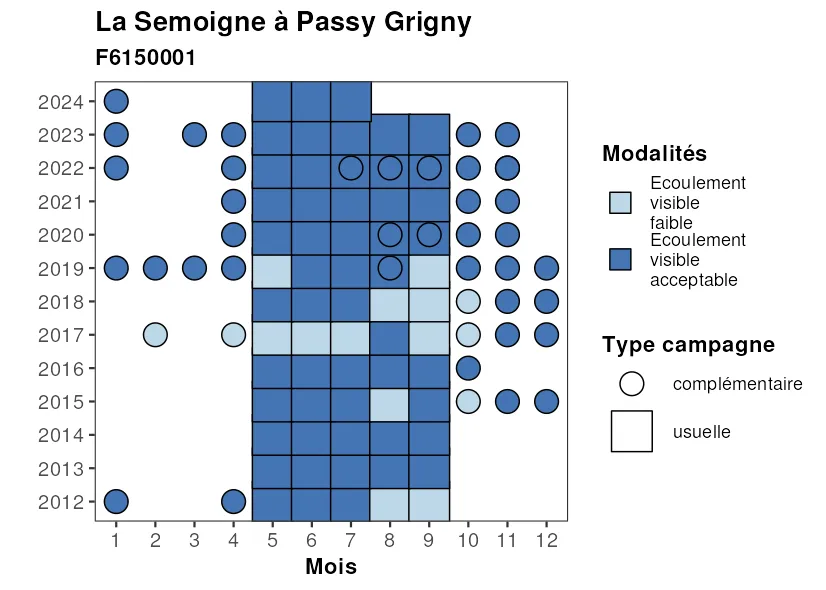 La Semoigne à Passy Grigny
F6150001
2024
2023
2022
2021
2020
2019
2018
2017
2016
2015
2014
2013
2012
1 2 3 4 5 6 7 8 9 10 11 12
Mois
Modalités
Ecoulement
visible
faible
Ecoulement
visible
acceptable
Type campagne
complémentaire
usuelle